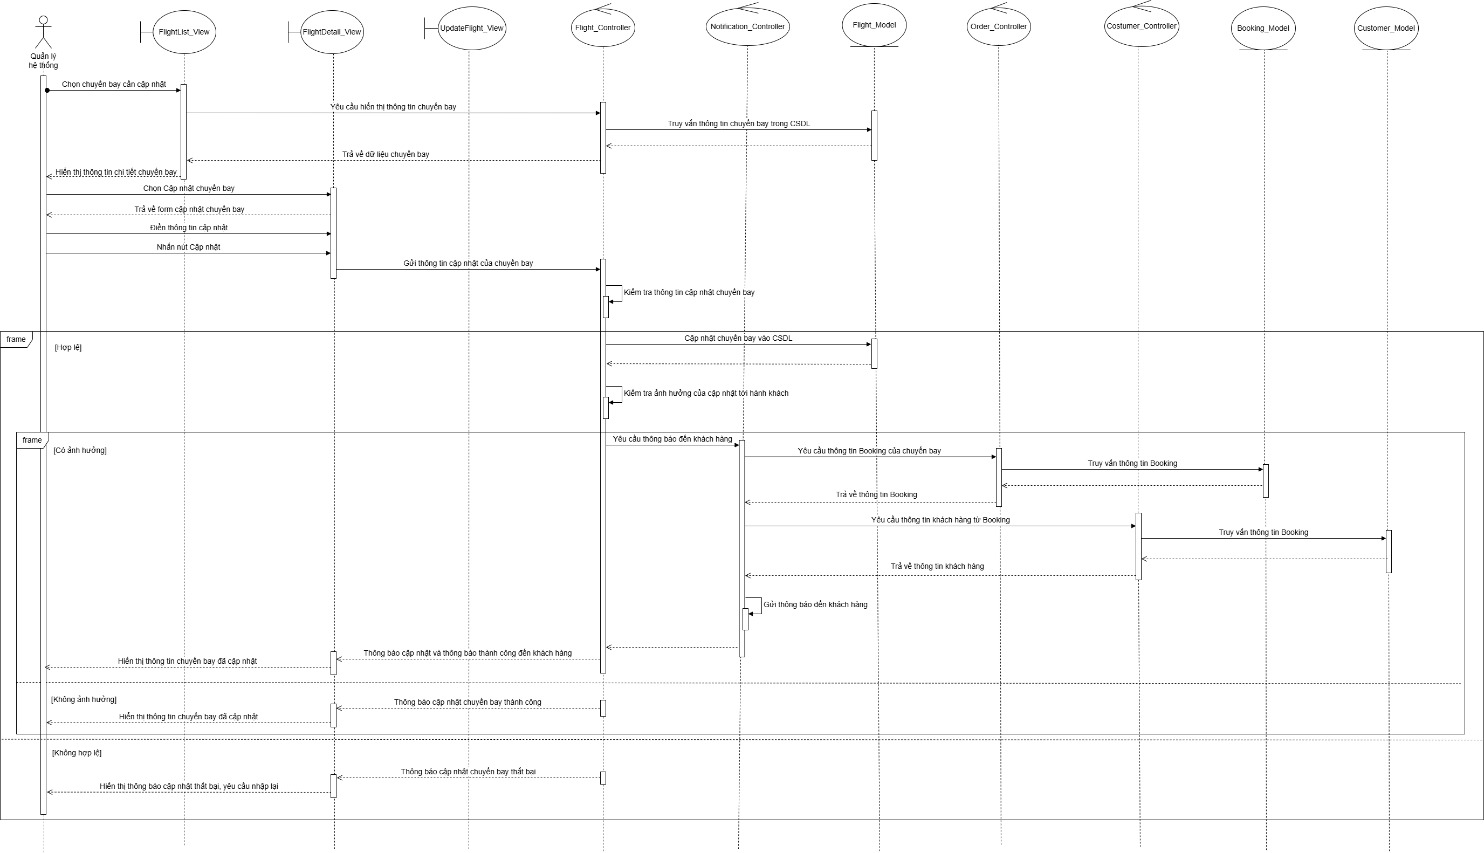 FlightList_View
FlightDetail_View
UpdateFlight_View
Flight_Controller
Notification_Controller
Flight_Model
Order_Controller
Costumer_Controller
Booking_Model
Customer_Model
Quản lý
hệ thống
Chọn chuyến bay cần cập nhật
Yêu cầu hiển thị thông tin chuyến bay
Truy vấn thông tin chuyến bay trong CSDL
Trả về dữ liệu chuyến bay
Hiển thị thông tin chi tiết chuyến bay
Chọn Cập nhật chuyến bay
Trả về form cập nhật chuyến bay
Điền thông tin cập nhật
Nhấn nút Cập nhật
Gửi thông tin cập nhật của chuyến bay
Kiểm tra thông tin cập nhật chuyến bay
frame
[Hợp lệ]
Cập nhật chuyến bay vào CSDL
Kiểm tra ảnh hưởng của cập nhật tới hành khách
frame
[Có ảnh hưởng]
Yêu cầu thông báo đến khách hàng
Yêu cầu thông tin Booking của chuyến bay
Truy vấn thông tin Booking
Trả về thông tin Booking
Yêu cầu thông tin khách hàng từ Booking
Truy vấn thông tin Booking
Trả về thông tin khách hàng
Gửi thông báo đến khách hàng
Thông báo cập nhật và thông báo thành công đến khách hàng
Hiển thị thông tin chuyến bay đã cập nhật
[Không ảnh hưởng]
Thông báo cập nhật chuyến bay thành công
Hiển thị thông tin chuyến bay đã cập nhật
[Không hợp lệ]
Thông báo cập nhật chuyến bay thất bại
Hiển thị thông báo cập nhật thất bại, yêu cầu nhập lại